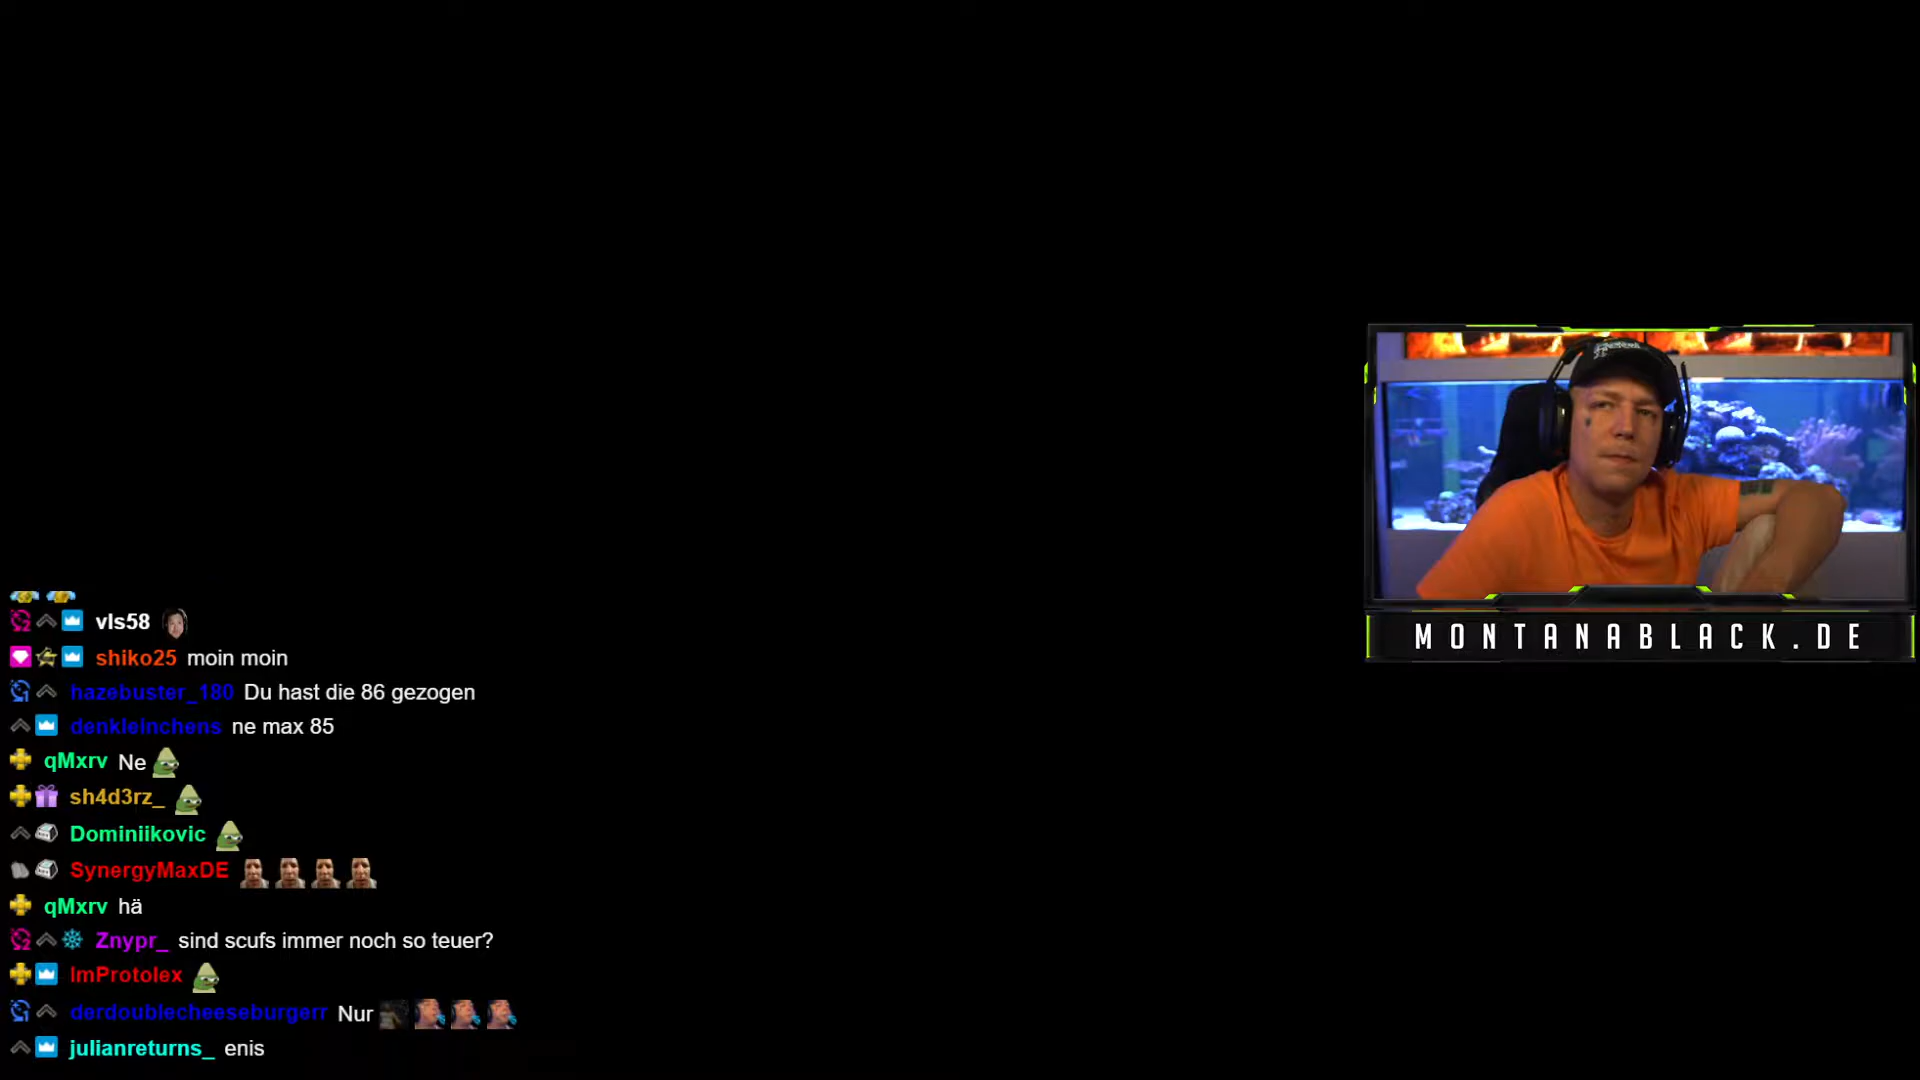 vls58
shiko25 moin moin
hazebuster_180 Du hast die 86 gezogen
denkleinchens ne max 85
qMxrv Ne
sh4d3rz_
Dominiikovic
SynergyMaxDE
qMxrv hä
Znypr_ sind scufs immer noch so teuer?
ImProtolex
derdoublecheeseburgerr Nur
julianreturns_ enis
MONTANABLACK.DE